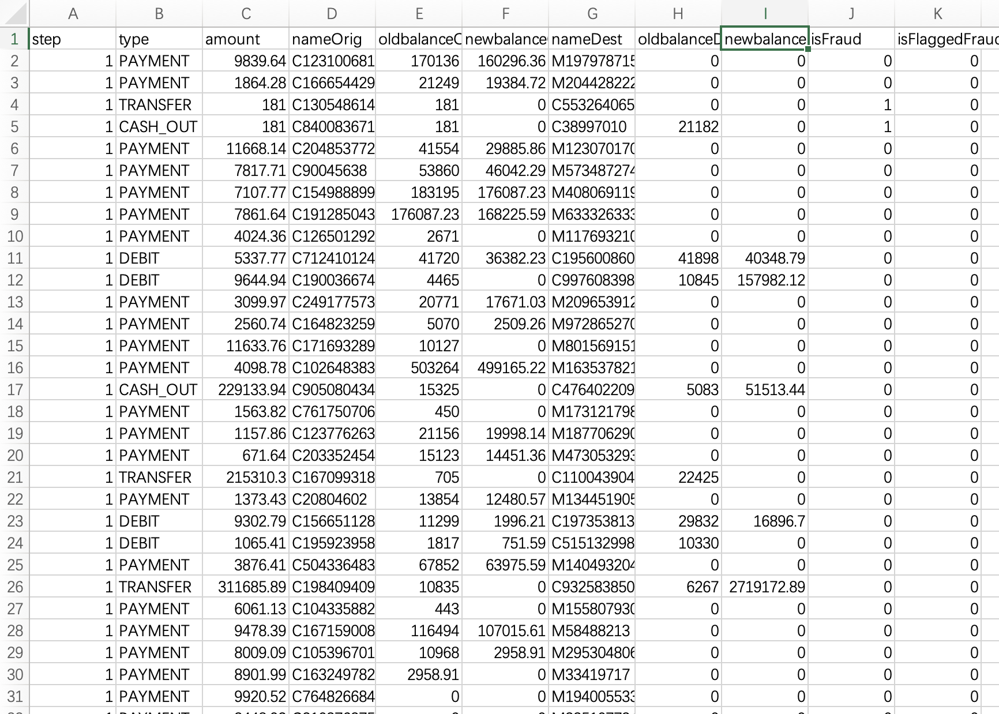 A B C D E F G H I J K
1 step type amount nameOrig oldbalanceO newbalance nameDest oldbalanceD newbalance isFraud isFlaggedFraud
2 1 PAYMENT 9839.64 C123100681 170136 160296.36 M197978715 0 0 0 0
3 1 PAYMENT 1864.28 C166654429 21249 19384.72 M204428222 0 0 0 0
4 1 TRANSFER 181 C130548614 181 0 C553264065 0 0 1 0
5 1 CASH_OUT 181 C840083671 181 0 C38997010 21182 0 1 0
6 1 PAYMENT 11668.14 C204853772 41554 29885.86 M123070170 0 0 0 0
7 1 PAYMENT 7817.71 C90045638 53860 46042.29 M573487274 0 0 0 0
8 1 PAYMENT 7107.77 C154988899 183195 176087.23 M408069119 0 0 0 0
9 1 PAYMENT 7861.64 C191285043 176087.23 168225.59 M633326333 0 0 0 0
10 1 PAYMENT 4024.36 C126501292 2671 0 M117693210 0 0 0 0
11 1 DEBIT 5337.77 C712410124 41720 36382.23 C195600860 41898 40348.79 0 0
12 1 DEBIT 9644.94 C190036674 4465 0 C997608398 10845 157982.12 0 0
13 1 PAYMENT 3099.97 C249177573 20771 17671.03 M209653912 0 0 0 0
14 1 PAYMENT 2560.74 C164823259 5070 2509.26 M972865270 0 0 0 0
15 1 PAYMENT 11633.76 C171693289 10127 0 M801569151 0 0 0 0
16 1 PAYMENT 4098.78 C102648383 503264 499165.22 M163537821 0 0 0 0
17 1 CASH_OUT 229133.94 C905080434 15325 0 C476402209 5083 51513.44 0 0
18 1 PAYMENT 1563.82 C761750706 450 0 M173121798 0 0 0 0
19 1 PAYMENT 1157.86 C123776263 21156 19998.14 M187706290 0 0 0 0
20 1 PAYMENT 671.64 C203352454 15123 14451.36 M473053293 0 0 0 0
21 1 TRANSFER 215310.3 C167099318 705 0 C110043904 22425 0 0 0
22 1 PAYMENT 1373.43 C20804602 13854 12480.57 M134451905 0 0 0 0
23 1 DEBIT 9302.79 C156651128 11299 1996.21 C197353813 29832 16896.7 0 0
24 1 DEBIT 1065.41 C195923958 1817 751.59 C515132998 10330 0 0 0
25 1 PAYMENT 3876.41 C504336483 67852 63975.59 M140493204 0 0 0 0
26 1 TRANSFER 311685.89 C198409409 10835 0 C932583850 6267 2719172.89 0 0
27 1 PAYMENT 6061.13 C104335882 443 0 M155807930 0 0 0 0
28 1 PAYMENT 9478.39 C167159008 116494 107015.61 M58488213 0 0 0 0
29 1 PAYMENT 8009.09 C105396701 10968 2958.91 M295304806 0 0 0 0
30 1 PAYMENT 8901.99 C163249782 2958.91 0 M33419717 0 0 0 0
31 1 PAYMENT 9920.52 C764826684 0 0 M194005533 0 0 0 0